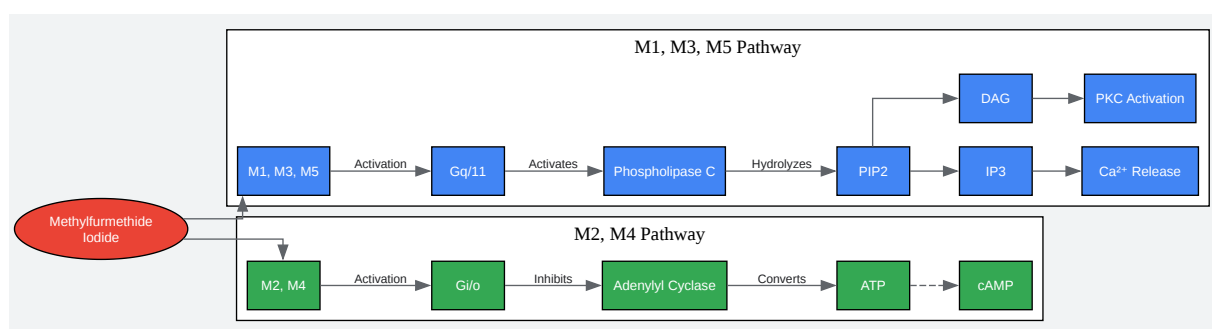 M1, M3, M5 Pathway
DAG
PKC Activation
M1, M3, M5
Activation
Gq/11
Activates
Phospholipase C
Hydrolyzes
PIP2
IP3
Ca²⁺ Release
Methylfurmethide
Iodide
M2, M4 Pathway
M2, M4
Activation
Gi/o
Inhibits
Adenylyl Cyclase
Converts
ATP
cAMP